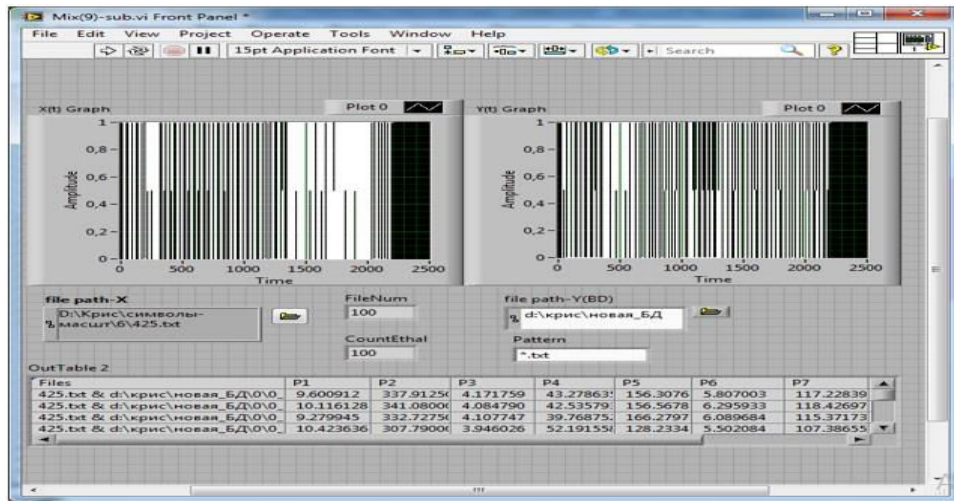 Mix(9)-sub.vi Front Panel *
File Edit View Project Operate Tools Window Help
15pt Application Font Search
X(t) Graph Plot 0
1
0,8
0,6
0,4
0,2
0
Amplitude
0 500 1000 1500 2000 2500
Time
Y(t) Graph Plot 0
1
0,8
0,6
0,4
0,2
0
Amplitude
0 500 1000 1500 2000 2500
Time
file path-X
D:\Крис\символы-
масшт\6\425.txt
FileNum
100
CountEthal
100
file path-Y(BD)
d:\крис\новая_БД
Pattern
*.txt
OutTable 2
Files P1 P2 P3 P4 P5 P6 P7
425.txt & d:\крис\новая_БД\0\0_ 9.600912 337.9125 4.171759 43.27863 156.3076 5.807003 117.22839
425.txt & d:\крис\новая_БД\0\0_ 10.116128 341.0800 4.084790 42.53579 156.5678 6.295933 118.42697
425.txt & d:\крис\новая_БД\0\0_ 9.279945 332.7275 4.107747 39.76875 166.2797 6.089684 115.37173
425.txt & d:\крис\новая_БД\0\0_ 10.423636 307.7900 3.946026 52.19155 128.2334 5.502084 107.38655